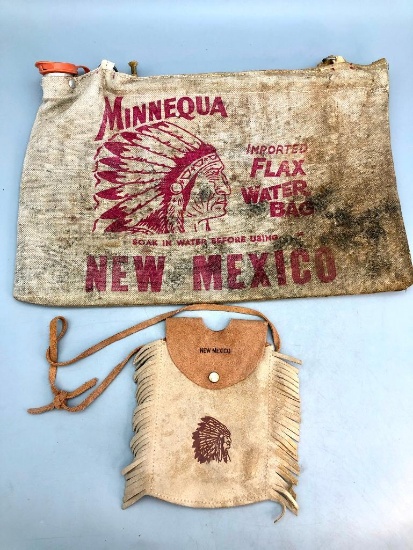 MINNEQUA
IMPORTED
FLAX
WATER
BAG
SOAK IN WATER BEFORE USING
NEW MEXICO
NEW MEXICO